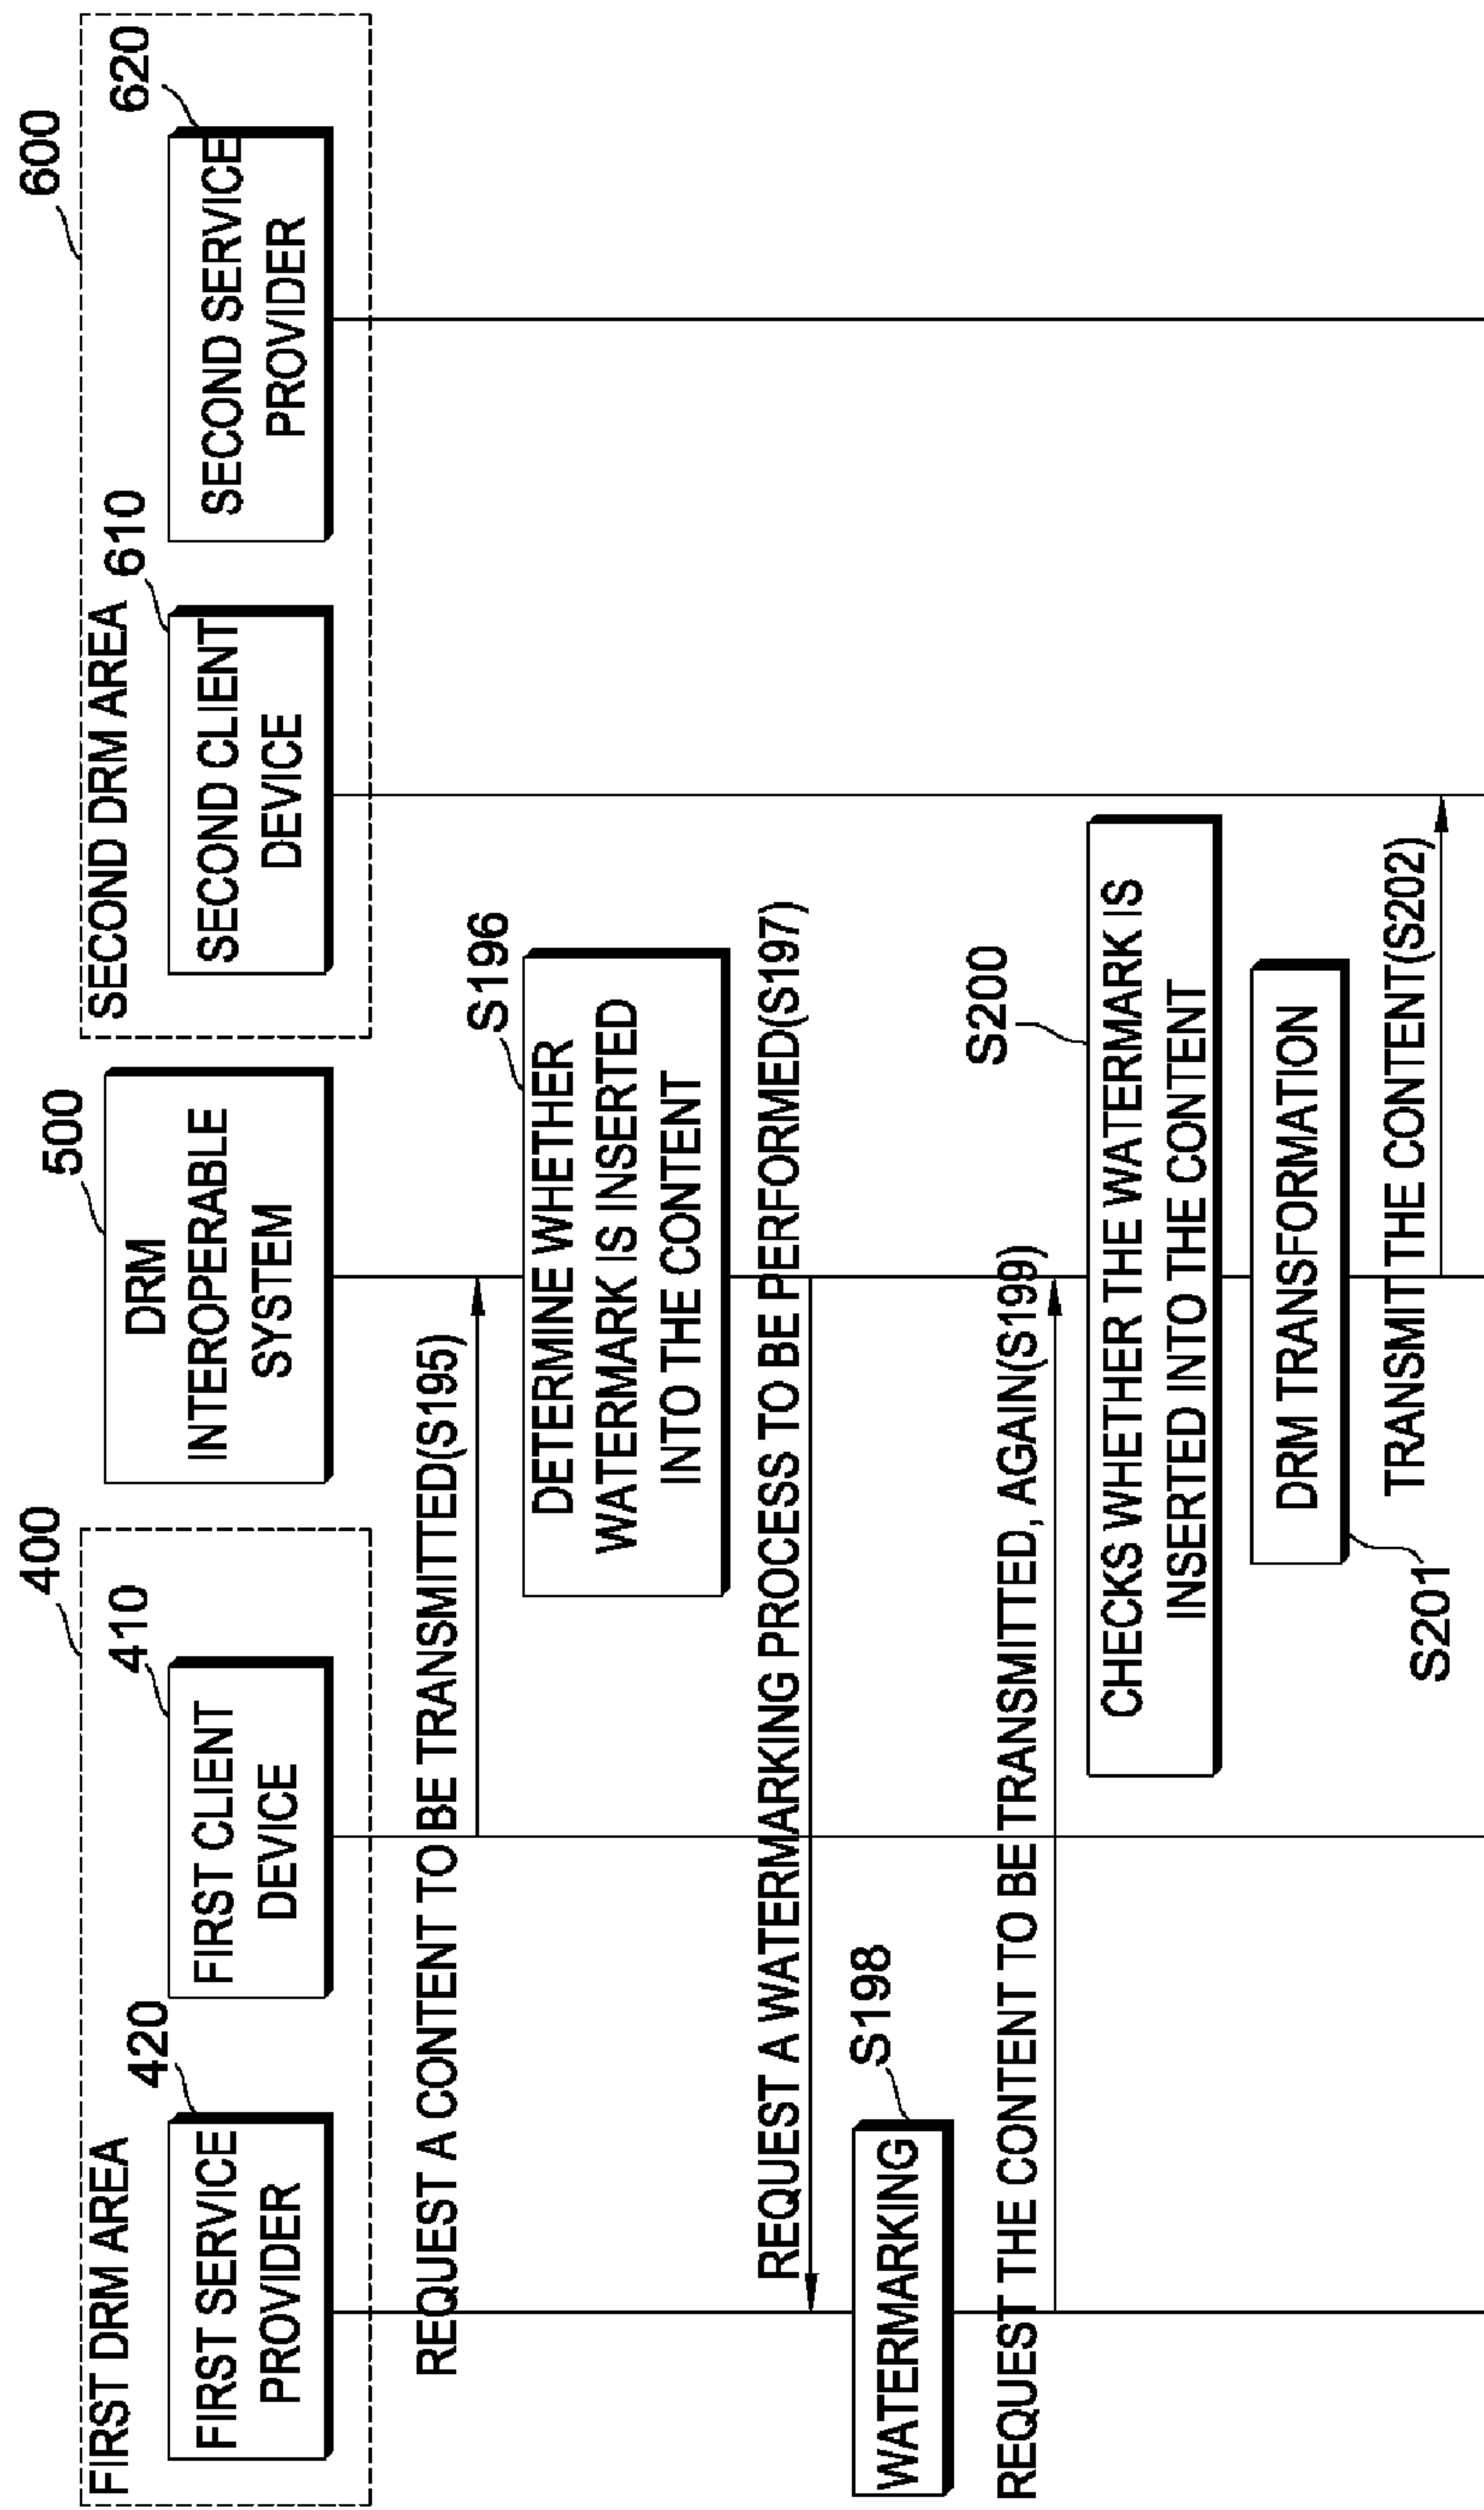 FIRST DRM AREA
400
420
410
FIRST SERVICE
PROVIDER
FIRST CLIENT
DEVICE
500
DRM
INTEROPERABLE
SYSTEM
600
SECOND DRM AREA
610
620
SECOND CLIENT
DEVICE
SECOND SERVICE
PROVIDER
REQUEST A CONTENT TO BE TRANSMITTED(S195)
S196
DETERMINE WHETHER
WATERMARK IS INSERTED
INTO THE CONTENT
REQUEST A WATERMARKING PROCESS TO BE PERFORMED(S197)
S198
WATERMARKING
REQUEST THE CONTENT TO BE TRANSMITTED, AGAIN(S199)
S200
CHECKS WHETHER THE WATERMARK IS
INSERTED INTO THE CONTENT
DRM TRANSFORMATION
S201
TRANSMIT THE CONTENT(S202)